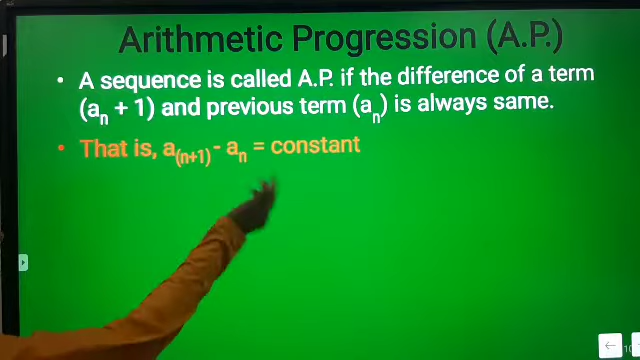 Arithmetic Progression (A.P.)
• A sequence is called A.P. if the difference of a term
(aₙ + 1) and previous term (aₙ) is always same.
• That is, a₍ₙ₊₁₎ - aₙ = constant
10